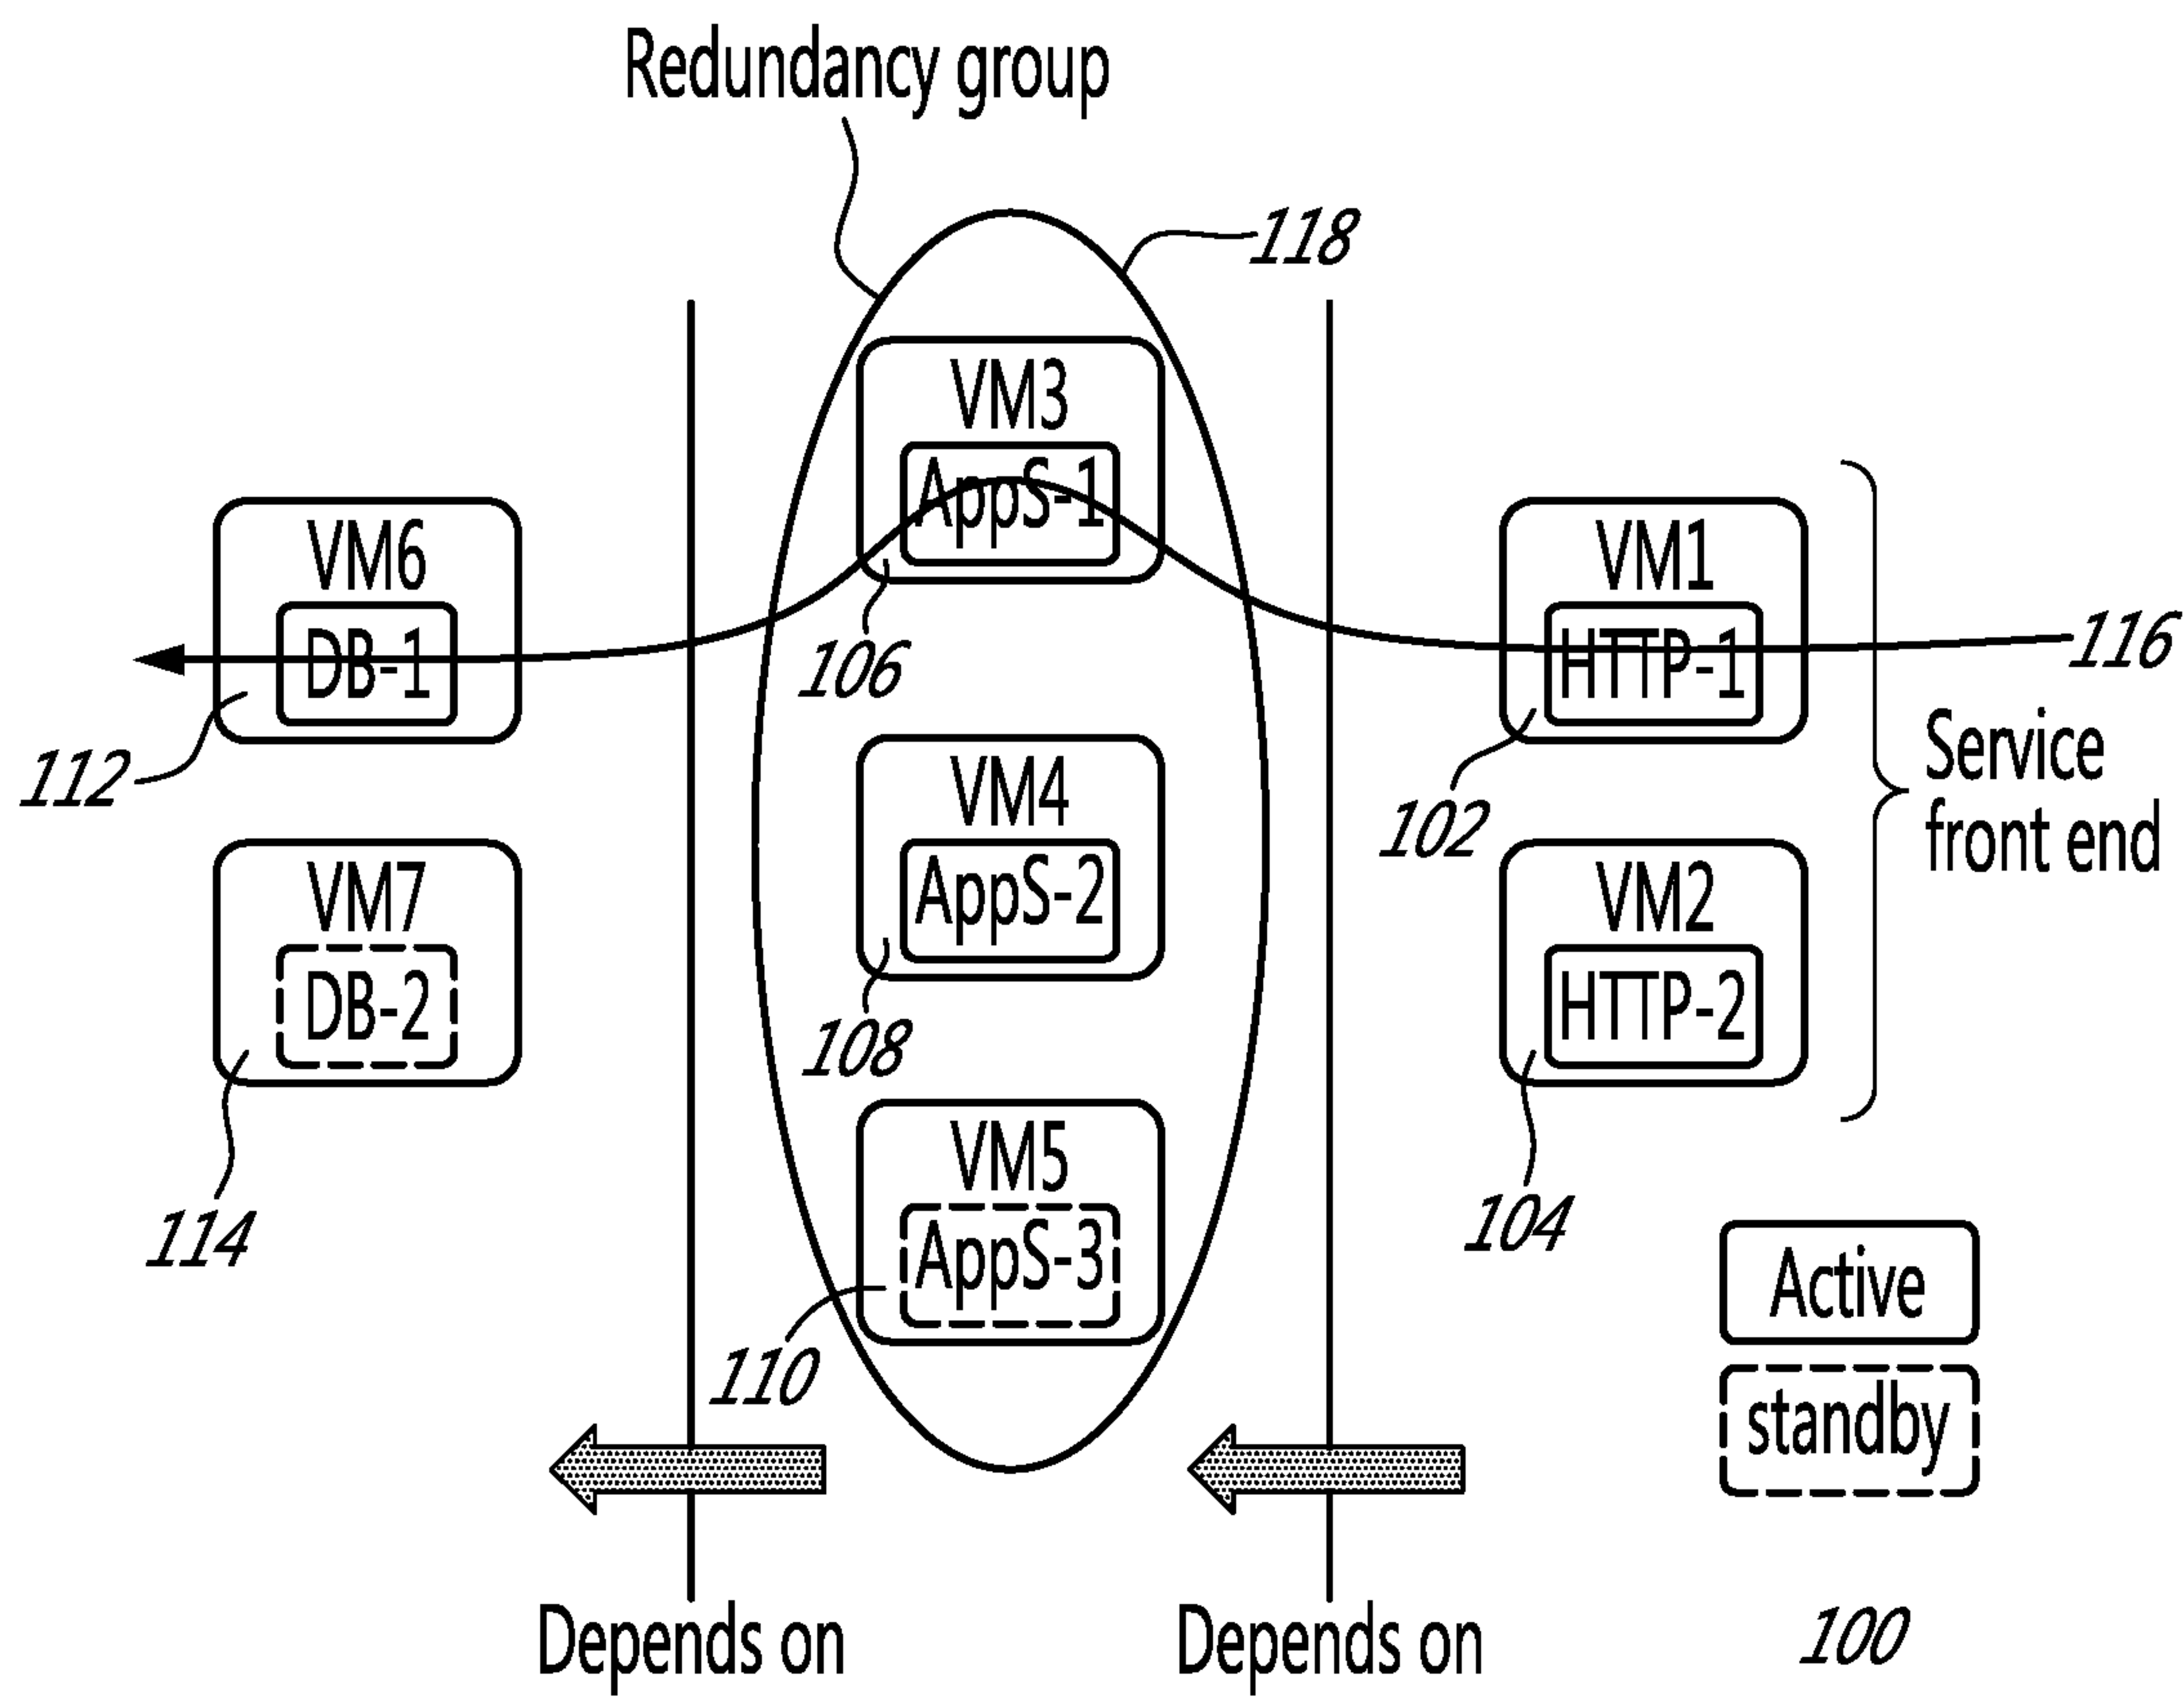 Redundancy group
118
VM3
AppS-1
106
VM6
DB-1
112
VM1
HTTP-1
102
116
Service
front end
VM4
AppS-2
108
VM7
DB-2
114
VM2
HTTP-2
104
VM5
AppS-3
110
Active
standby
Depends on
Depends on
100